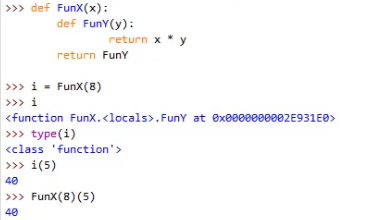 >>> def FunX(x):
        def FunY(y):
                return x * y
        return FunY

>>> i = FunX(8)
>>> i
<function FunX.<locals>.FunY at 0x0000000002E931E0>
>>> type(i)
<class 'function'>
>>> i(5)
40
>>> FunX(8)(5)
40